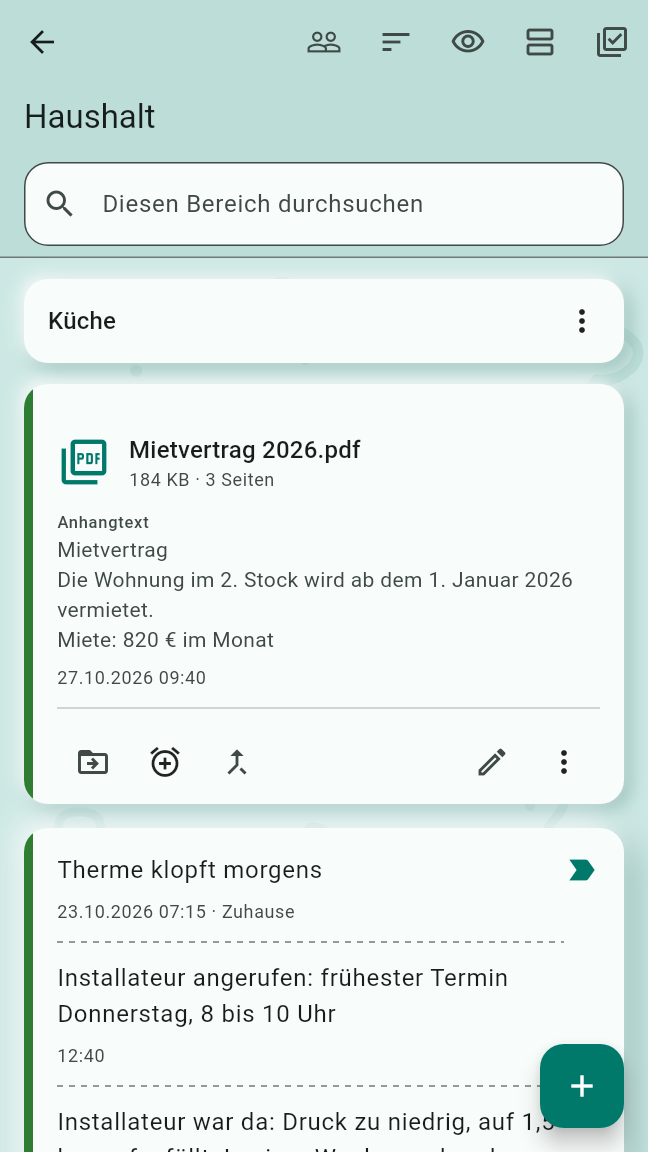 Haushalt
Diesen Bereich durchsuchen
Küche
PDF
Mietvertrag 2026.pdf
184 KB · 3 Seiten
Anhangtext
Mietvertrag
Die Wohnung im 2. Stock wird ab dem 1. Januar 2026
vermietet.
Miete: 820 € im Monat
27.10.2026 09:40
Therme klopft morgens
23.10.2026 07:15 · Zuhause
Installateur angerufen: frühester Termin
Donnerstag, 8 bis 10 Uhr
12:40
Installateur war da: Druck zu niedrig, auf 1,5